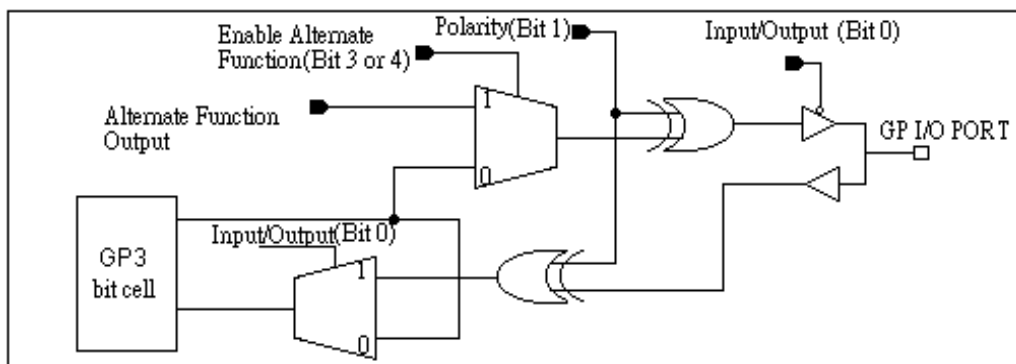 Enable Alternate
Function(Bit 3 or 4)
Polarity(Bit 1)
Input/Output (Bit 0)
Alternate Function
Output
1
0
GP I/O PORT
GP3
bit cell
Input/Output(Bit 0)
1
0